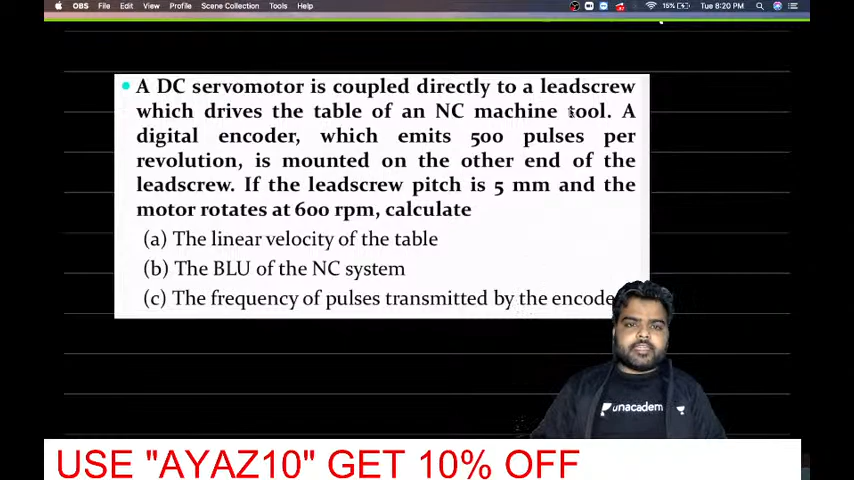 OBS File Edit View Profile Scene Collection Tools Help 15% Tue 8:20 PM
A DC servomotor is coupled directly to a leadscrew
which drives the table of an NC machine tool. A
digital encoder, which emits 500 pulses per
revolution, is mounted on the other end of the
leadscrew. If the leadscrew pitch is 5 mm and the
motor rotates at 600 rpm, calculate
(a) The linear velocity of the table
(b) The BLU of the NC system
(c) The frequency of pulses transmitted by the encode
unacadem
USE "AYAZ10" GET 10% OFF